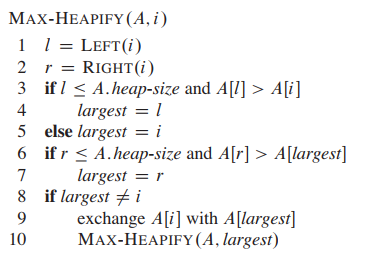 MAX-HEAPIFY(A, i)
1 l = LEFT(i)
2 r = RIGHT(i)
3 if l ≤ A.heap-size and A[l] > A[i]
4 largest = l
5 else largest = i
6 if r ≤ A.heap-size and A[r] > A[largest]
7 largest = r
8 if largest ≠ i
9 exchange A[i] with A[largest]
10 MAX-HEAPIFY(A, largest)